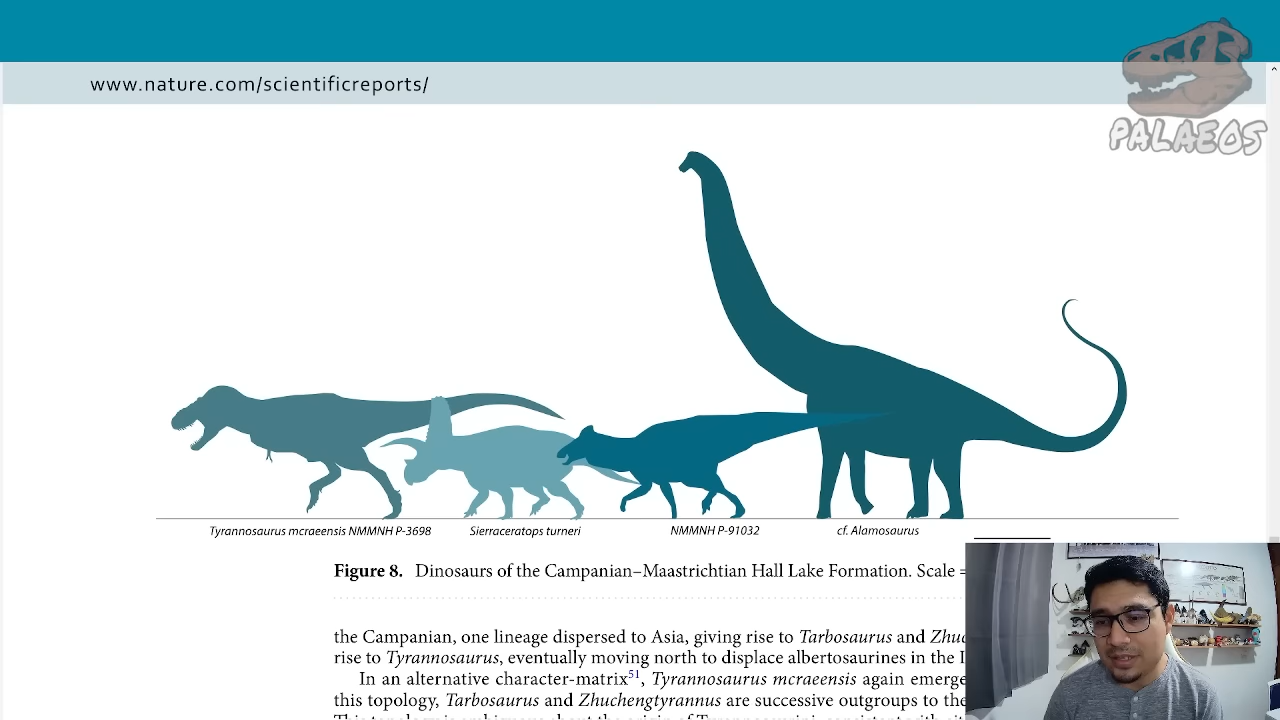 www.nature.com/scientificreports/
PALAEOS
Tyrannosaurus mcraeensis NMMNH P-3698 Sierraceratops turneri NMMNH P-91032 cf. Alamosaurus
Figure 8. Dinosaurs of the Campanian–Maastrichtian Hall Lake Formation. Scale =
the Campanian, one lineage dispersed to Asia, giving rise to Tarbosaurus and
rise to Tyrannosaurus, eventually moving north to displace albertosaurines in the
In an alternative character-matrix51, Tyrannosaurus mcraeensis again
this topology, Tarbosaurus and Zhuchengtyrannus are successive outgroups to the